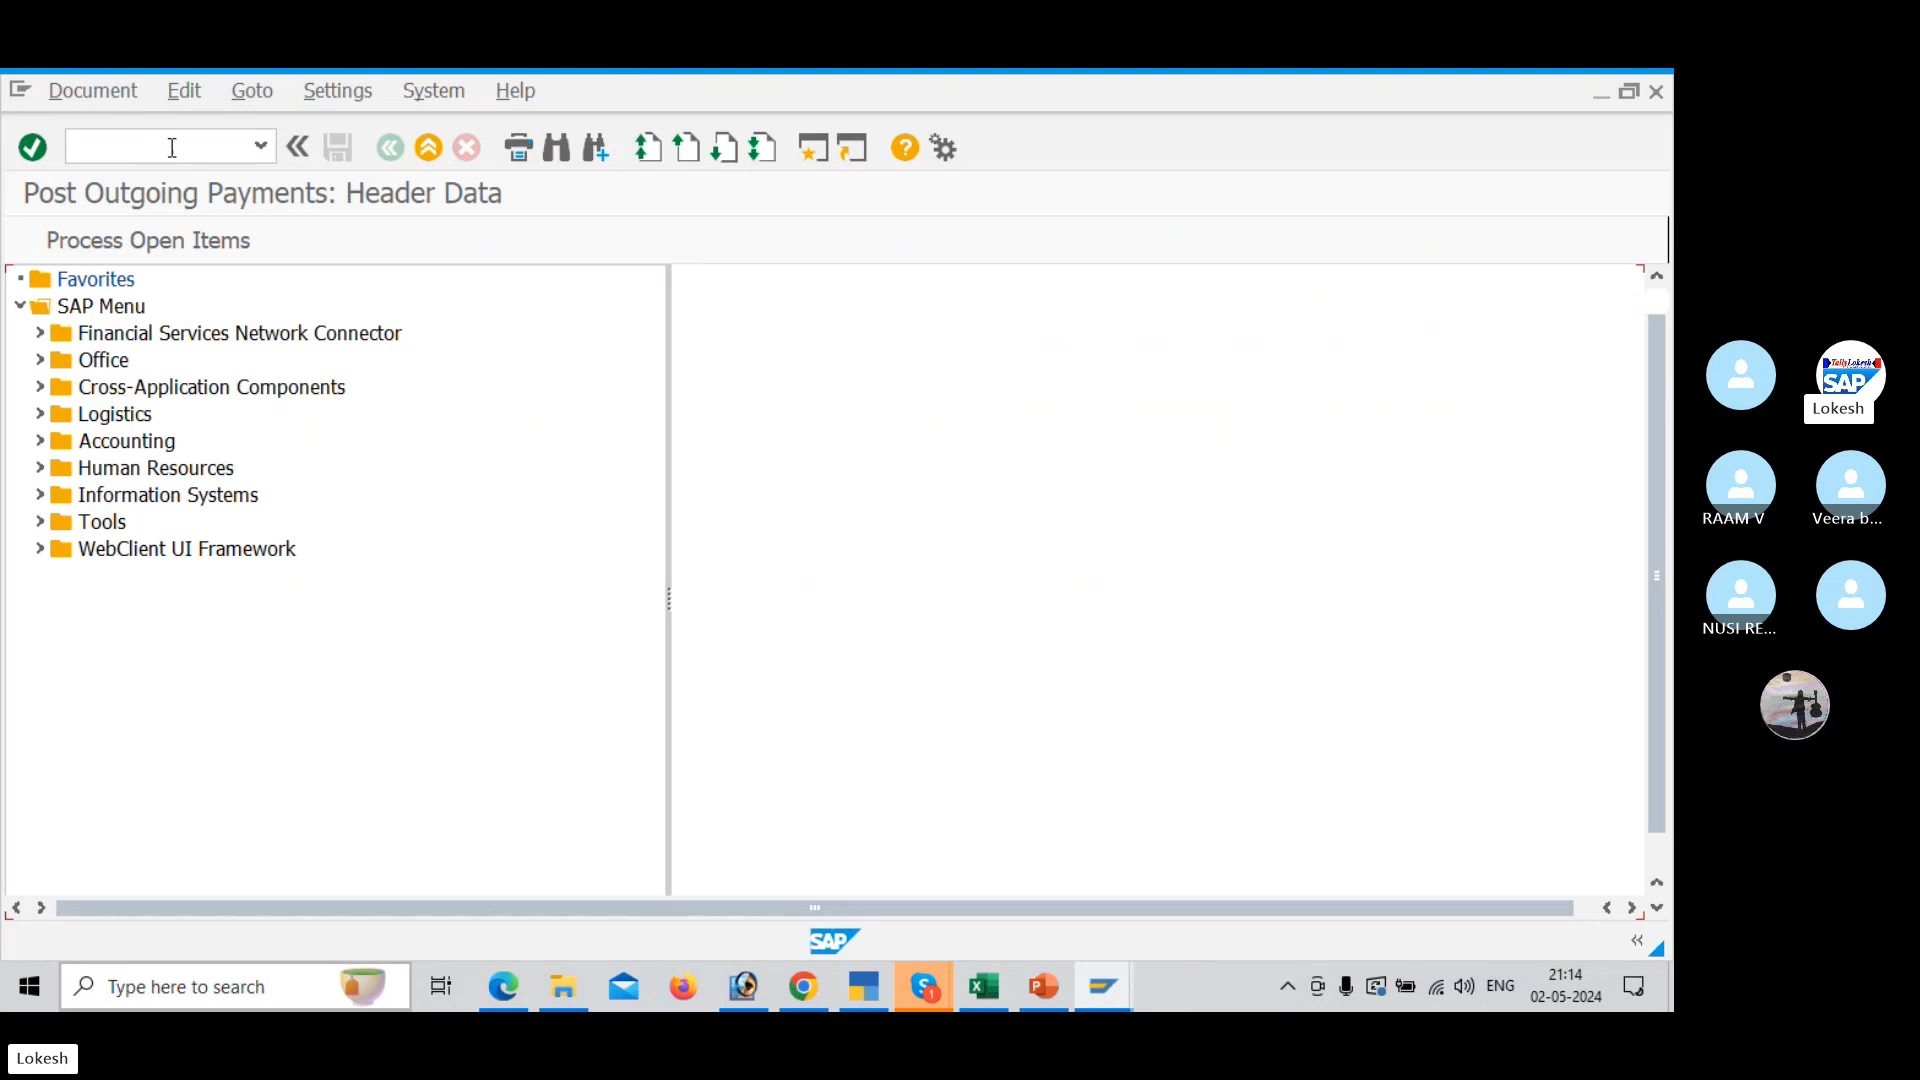 Document Edit Goto Settings System Help
Post Outgoing Payments: Header Data
Process Open Items
Favorites
SAP Menu
Financial Services Network Connector
Office
Cross-Application Components
Logistics
Accounting
Human Resources
Information Systems
Tools
WebClient UI Framework
SAP
Type here to search
1
ENG
21:14
02-05-2024
TallyLokesh
SAP
Lokesh
RAAM V
Veera b...
NUSI RE...
Lokesh